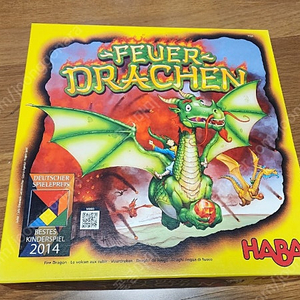 FEUER-
DRACHEN
DEUTSCHER
SPIELEPREIS
BESTES
KINDERSPIEL
2014
HABA